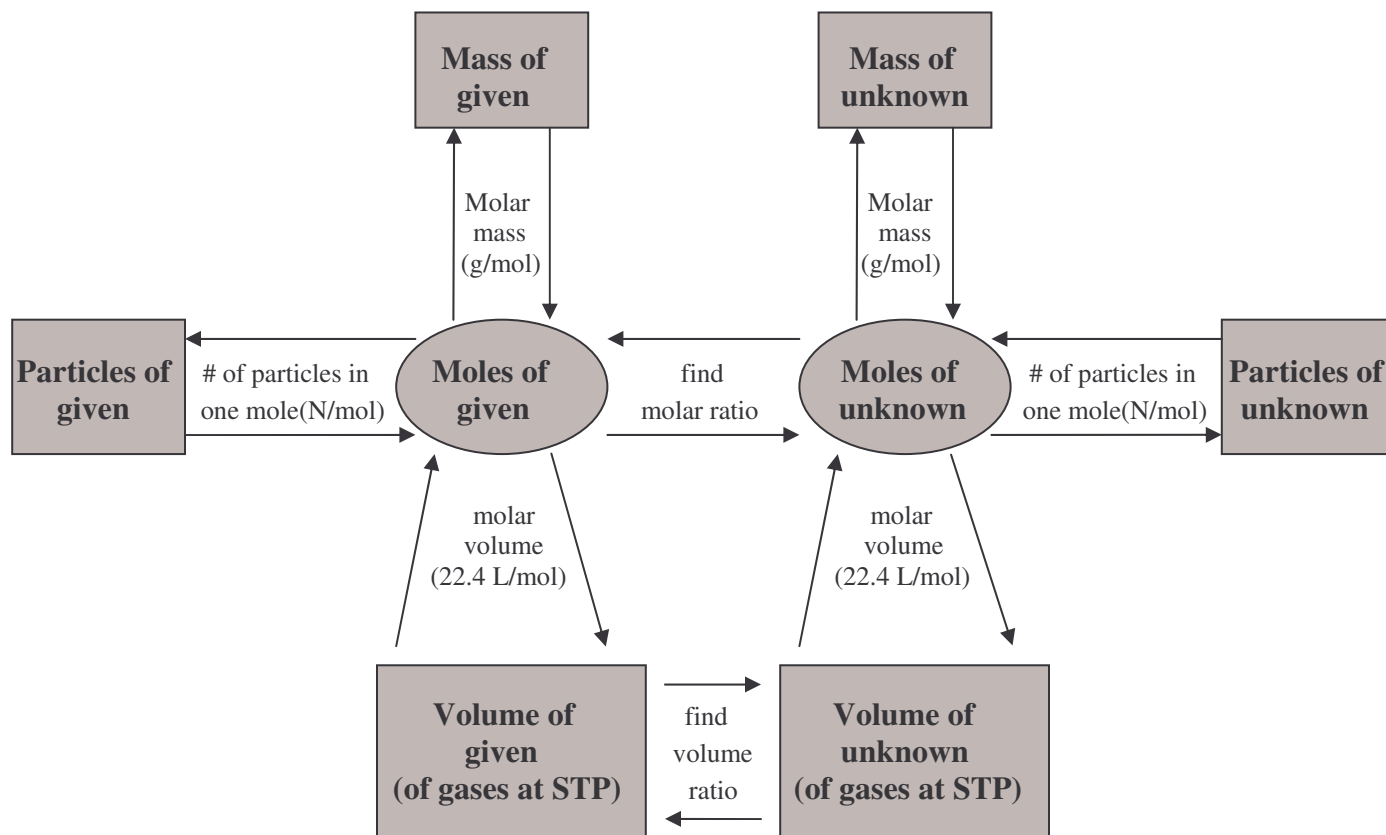 Mass of
given
Mass of
unknown
Molar
mass
(g/mol)
Molar
mass
(g/mol)
Particles of
given
# of particles in
one mole(N/mol)
Moles of
given
find
molar ratio
Moles of
unknown
# of particles in
one mole(N/mol)
Particles of
unknown
molar
volume
(22.4 L/mol)
molar
volume
(22.4 L/mol)
Volume of
given
(of gases at STP)
find
volume
ratio
Volume of
unknown
(of gases at STP)